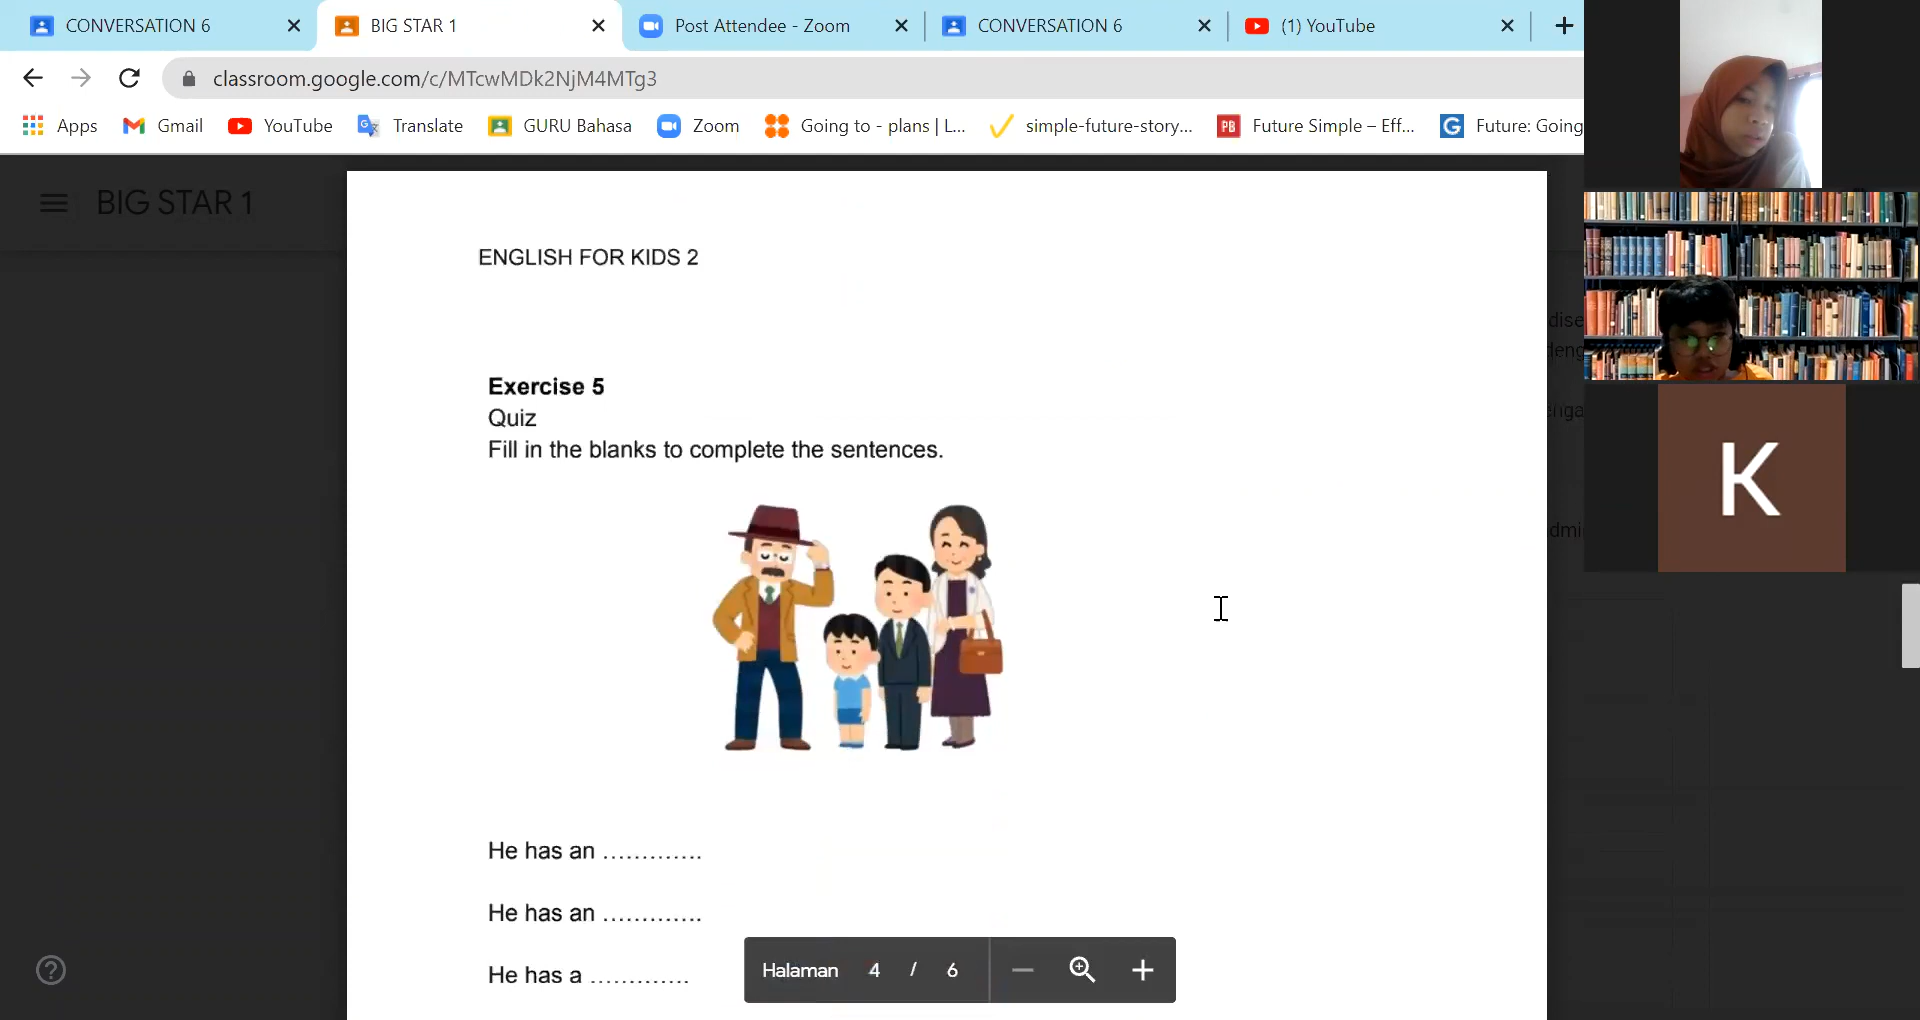 CONVERSATION 6
BIG STAR 1
Post Attendee - Zoom
CONVERSATION 6
(1) YouTube
classroom.google.com/c/MTcwMDk2NjM4MTg3
Apps
Gmail
YouTube
Translate
GURU Bahasa
Zoom
Going to - plans | L...
simple-future-story...
PB
Future Simple – Eff...
G
Future: Going
BIG STAR 1
ENGLISH FOR KIDS 2
Exercise 5
Quiz
Fill in the blanks to complete the sentences.
He has an .............
He has an .............
He has a .............
Halaman 4 / 6
K